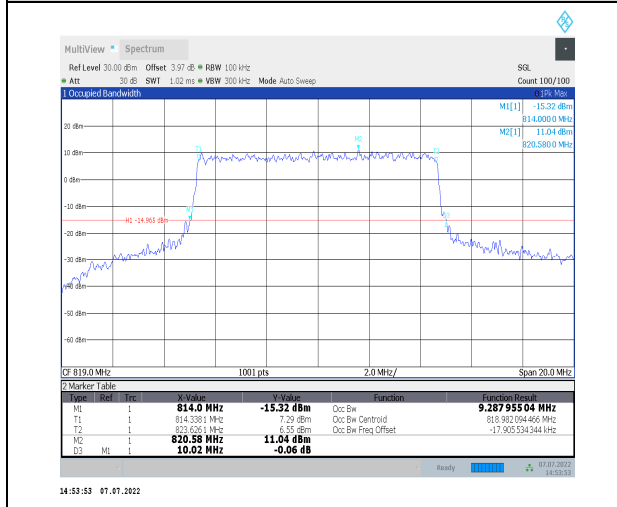 MultiView Spectrum
Ref Level 30.00 dBm Offset 3.97 dB RBW 100 kHz SGL
Att 30 dB SWT 1.02 ms VBW 300 kHz Mode Auto Sweep Count 100/100
1 Occupied Bandwidth 1Pk Max
M1[1] -15.32 dBm
814.0000 MHz
M2[1] 11.04 dBm
820.5800 MHz
20 dBm
10 dBm
0 dBm
-10 dBm
-20 dBm
-30 dBm
-40 dBm
-50 dBm
-60 dBm
T1
M2
T2
M1
D3
H1 -14.965 dBm
CF 819.0 MHz 1001 pts 2.0 MHz/ Span 20.0 MHz
2 Marker Table
Type Ref Trc X-Value Y-Value Function Function Result
M1 1 814.0 MHz -15.32 dBm Occ Bw 9.287 955 04 MHz
T1 1 814.3381 MHz 7.29 dBm Occ Bw Centroid 818.982 094 466 MHz
T2 1 823.6261 MHz 6.55 dBm Occ Bw Freq Offset -17.905 534 344 kHz
M2 1 820.58 MHz 11.04 dBm
D3 M1 1 10.02 MHz -0.06 dB
Ready 07.07.2022
14:53:53
14:53:53 07.07.2022